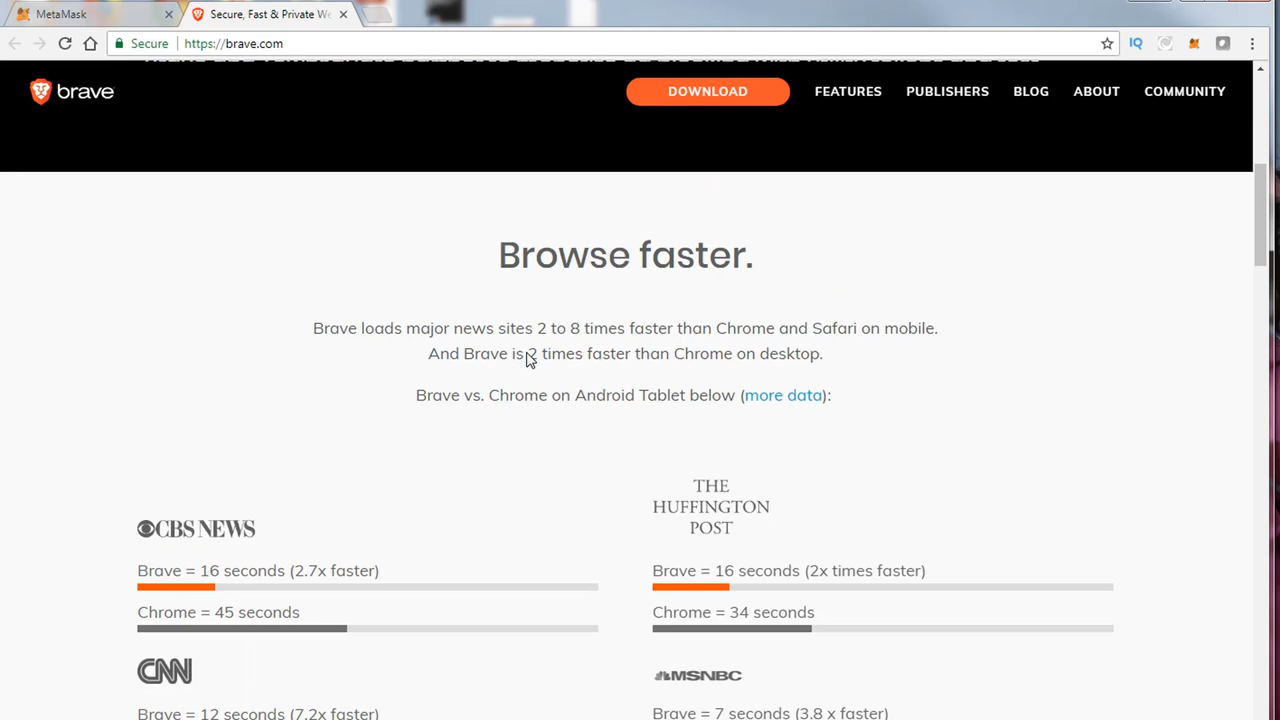 MetaMask
Secure, Fast & Private We
Secure
https://brave.com
IQ
brave
DOWNLOAD
FEATURES
PUBLISHERS
BLOG
ABOUT
COMMUNITY
Browse faster.
Brave loads major news sites 2 to 8 times faster than Chrome and Safari on mobile.
And Brave is 2 times faster than Chrome on desktop.
Brave vs. Chrome on Android Tablet below (more data):
CBS NEWS
Brave = 16 seconds (2.7x faster)
Chrome = 45 seconds
THE
HUFFINGTON
POST
Brave = 16 seconds (2x times faster)
Chrome = 34 seconds
CNN
Brave = 12 seconds (7.2x faster)
MSNBC
Brave = 7 seconds (3.8 x faster)